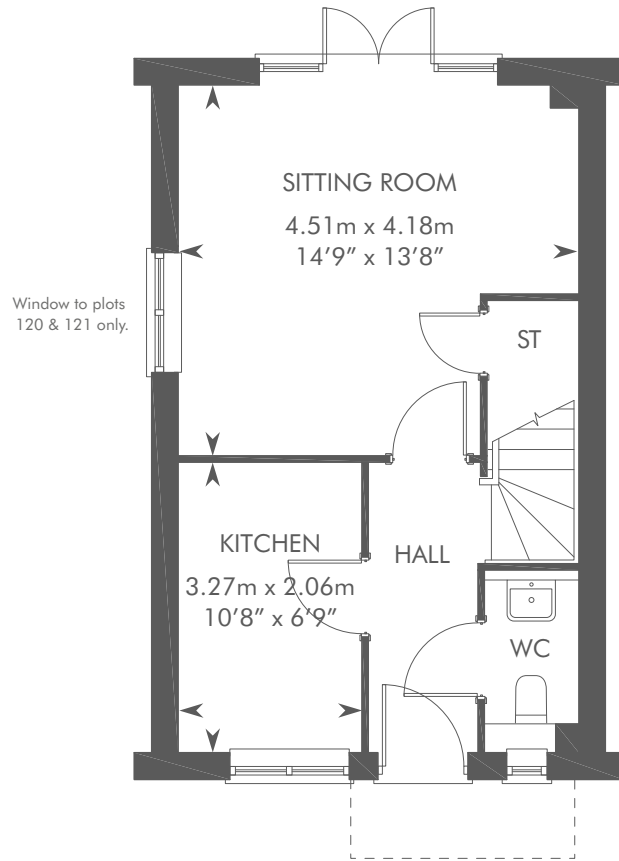 SITTING ROOM
4.51m x 4.18m
14’9” x 13’8”
Window to plots
120 & 121 only.
ST
KITCHEN
3.27m x 2.06m
10’8” x 6’9”
HALL
WC